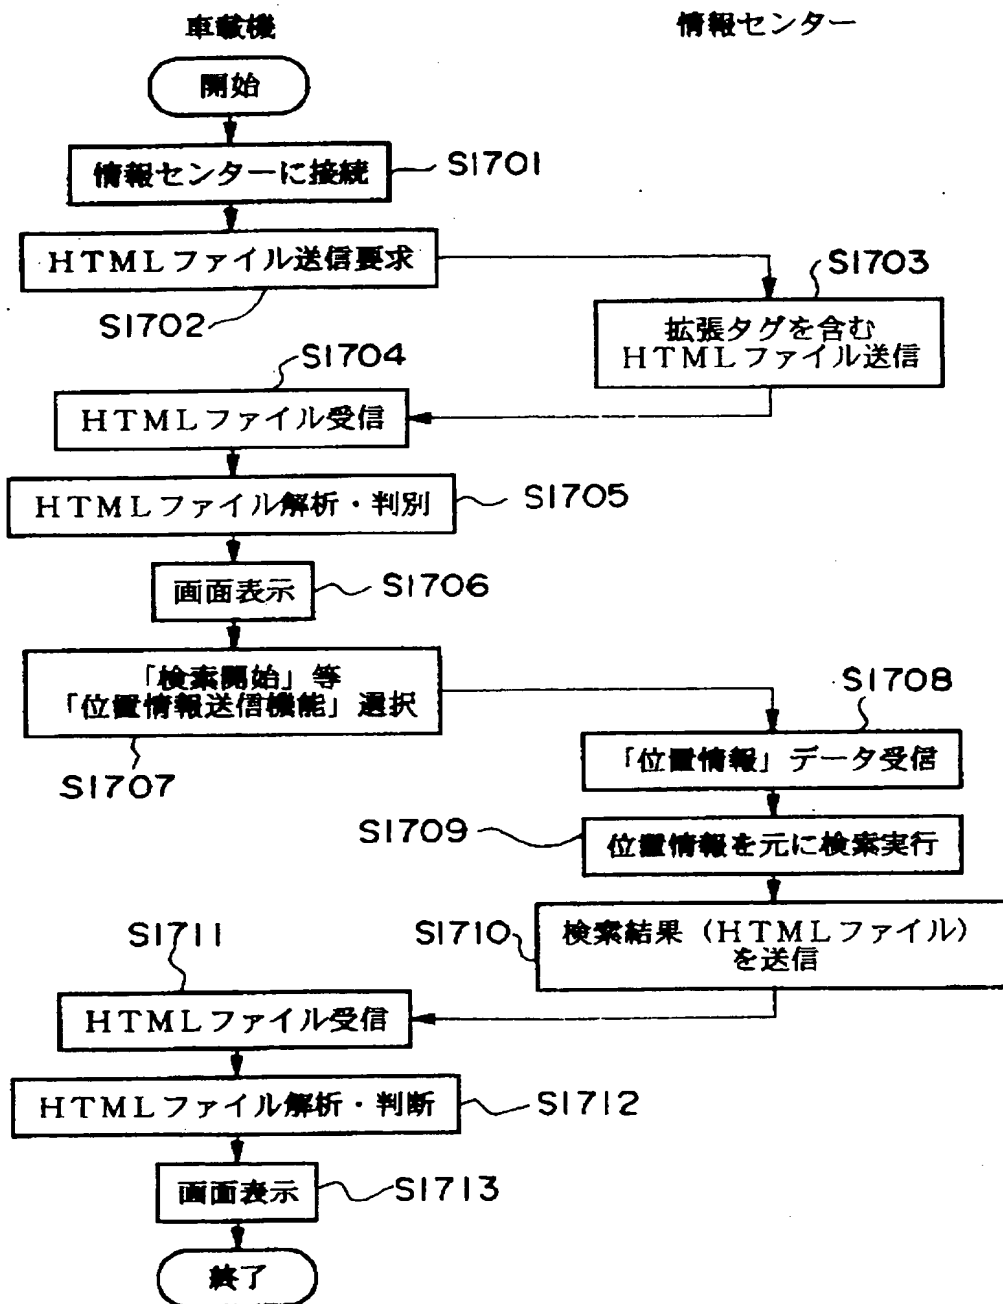 車載機
情報センター
開始
情報センターに接続
S1701
HTMLファイル送信要求
S1702
S1703
拡張タグを含む
HTMLファイル送信
S1704
HTMLファイル受信
HTMLファイル解析・判別
S1705
画面表示
S1706
「検索開始」等
「位置情報送信機能」選択
S1707
S1708
「位置情報」データ受信
S1709
位置情報を元に検索実行
S1710
検索結果(HTMLファイル)
を送信
S1711
HTMLファイル受信
HTMLファイル解析・判断
S1712
画面表示
S1713
終了